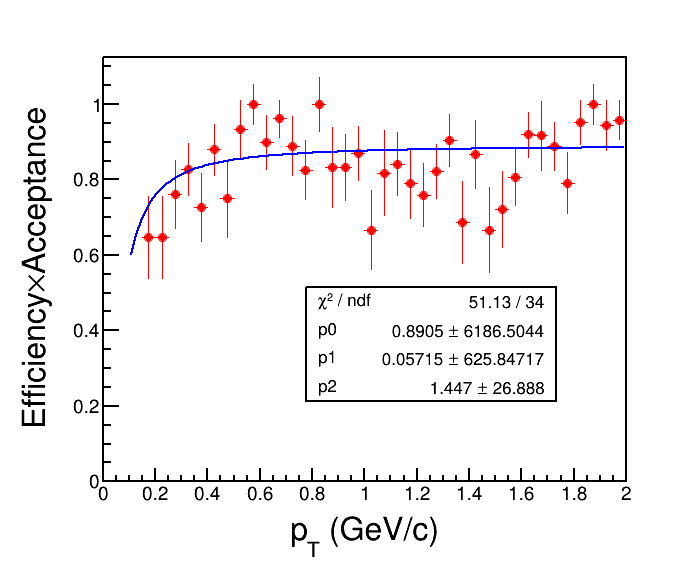 Efficiency×Acceptance
1
0.8
0.6
0.4
0.2
0
χ² / ndf 51.13 / 34
p0 0.8905 ± 6186.5044
p1 0.05715 ± 625.84717
p2 1.447 ± 26.888
0 0.2 0.4 0.6 0.8 1 1.2 1.4 1.6 1.8 2
p_T (GeV/c)